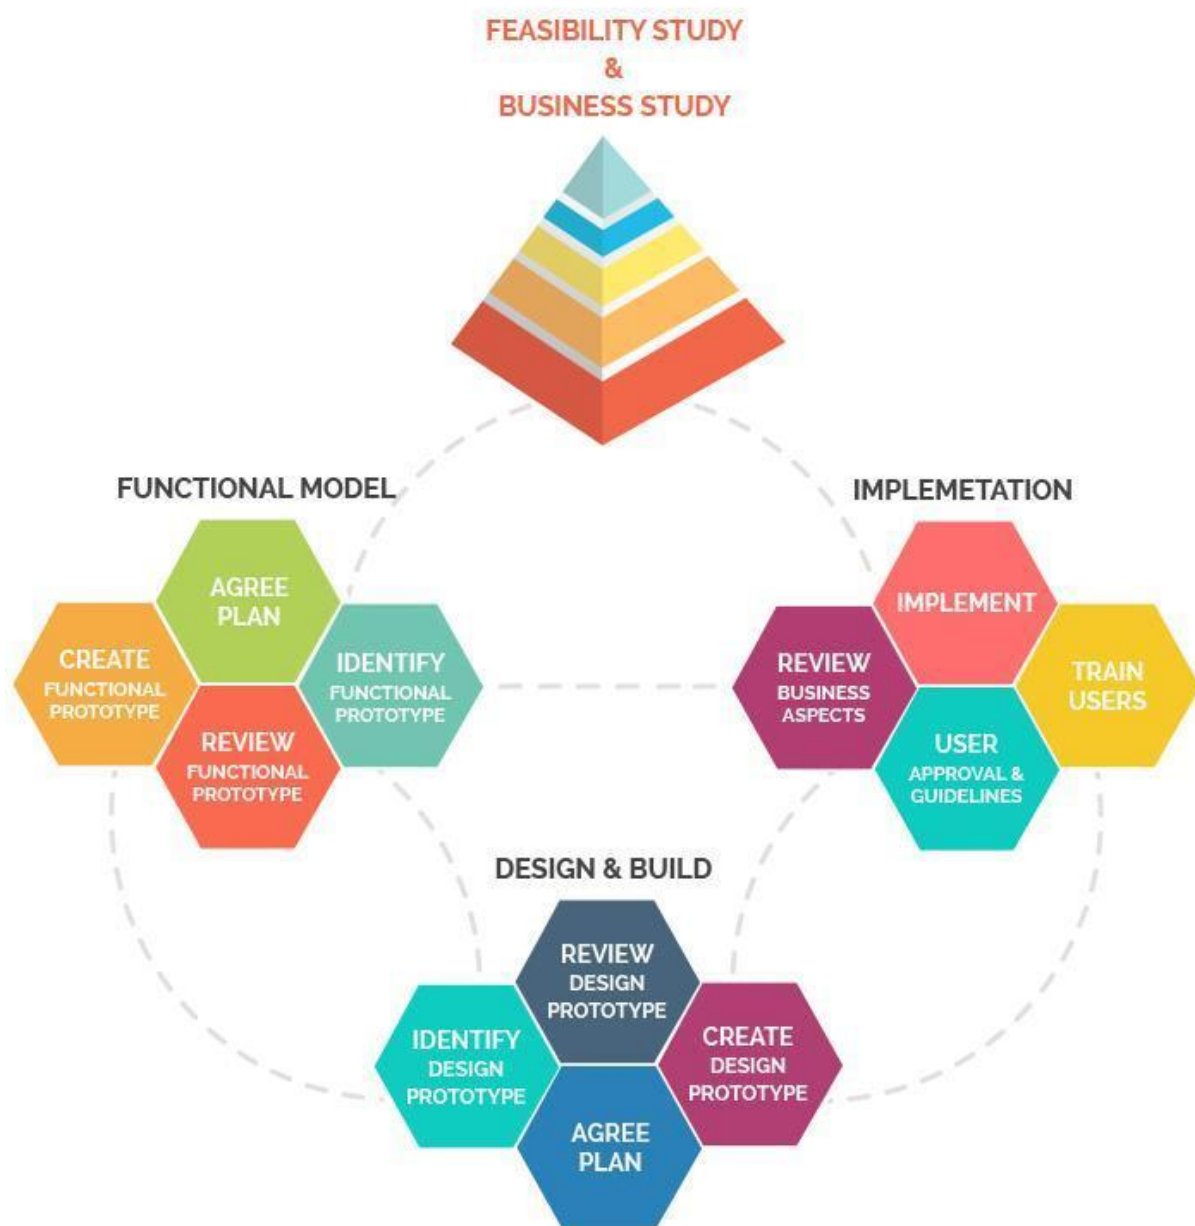 FEASIBILITY STUDY
&
BUSINESS STUDY
FUNCTIONAL MODEL
AGREE
PLAN
CREATE
FUNCTIONAL
PROTOTYPE
IDENTIFY
FUNCTIONAL
PROTOTYPE
REVIEW
FUNCTIONAL
PROTOTYPE
IMPLEMETATION
IMPLEMENT
REVIEW
BUSINESS
ASPECTS
TRAIN
USERS
USER
APPROVAL &
GUIDELINES
DESIGN & BUILD
REVIEW
DESIGN
PROTOTYPE
IDENTIFY
DESIGN
PROTOTYPE
CREATE
DESIGN
PROTOTYPE
AGREE
PLAN